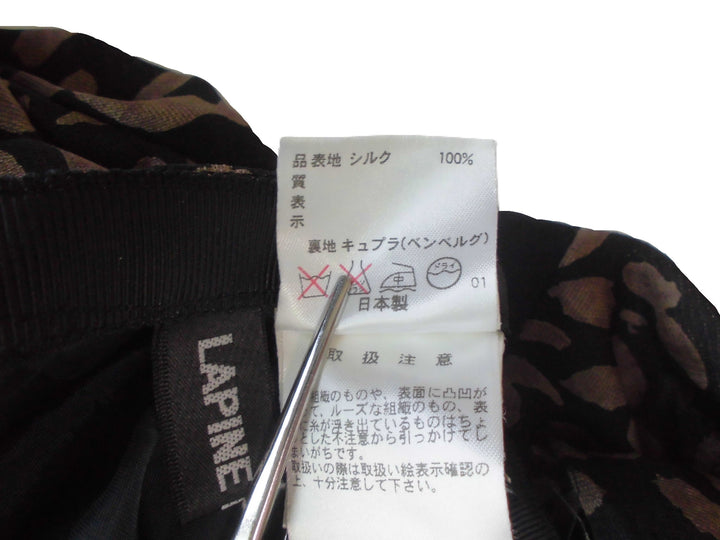 品質表示
表地 シルク 100%
裏地 キュプラ(ベンベルグ)
中
ドライ
01
日本製
取扱注意
組織のものや、表面に凸凹が
て、ルーズな組織のもの、表
に糸が浮き出ているものはちょ
とした不注意から引っかけてし
まいがちです。
取扱いの際は取扱い絵表示確認の
上、十分注意して下さい。
LAPINE